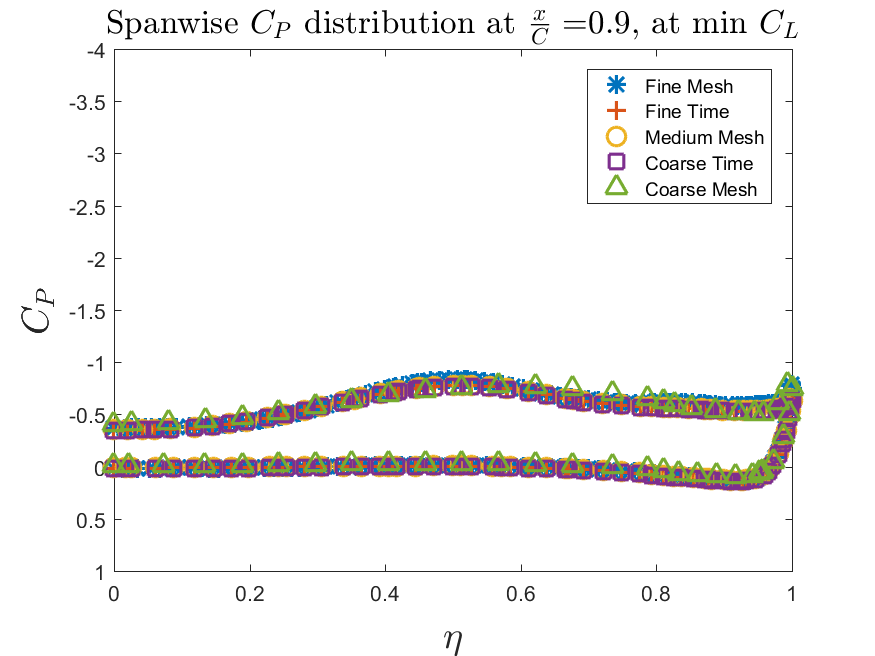 Spanwise C_P distribution at x/C =0.9, at min C_L
-4
-3.5
-3
-2.5
-2
-1.5
-1
-0.5
0
0.5
1
C_P
Fine Mesh
Fine Time
Medium Mesh
Coarse Time
Coarse Mesh
0 0.2 0.4 0.6 0.8 1
η